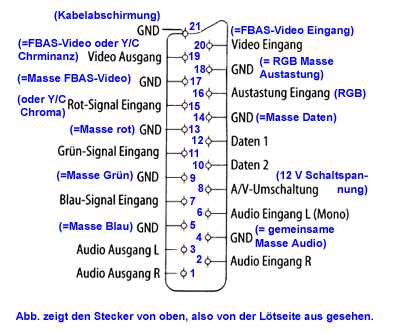 (Kabelabschirmung)
GND 21
(=FBAS-Video Eingang)
20 Video Eingang
(=FBAS-Video oder Y/C
Chrminanz) Video Ausgang 19
18 GND (= RGB Masse
Austastung)
(=Masse FBAS-Video) GND 17
16 Austastung Eingang (RGB)
(oder Y/C
Chroma) Rot-Signal Eingang 15
14 GND (=Masse Daten)
(=Masse rot) GND 13
12 Daten 1
Grün-Signal Eingang 11
10 Daten 2
(=Masse Grün) GND 9
(12 V Schaltspan-
nung)
8 A/V-Umschaltung
Blau-Signal Eingang 7
6 Audio Eingang L (Mono)
(=Masse Blau) GND 5
4 GND (= gemeinsame
Masse Audio)
Audio Ausgang L 3
2 Audio Eingang R
Audio Ausgang R 1
Abb. zeigt den Stecker von oben, also von der Lötseite aus gesehen.